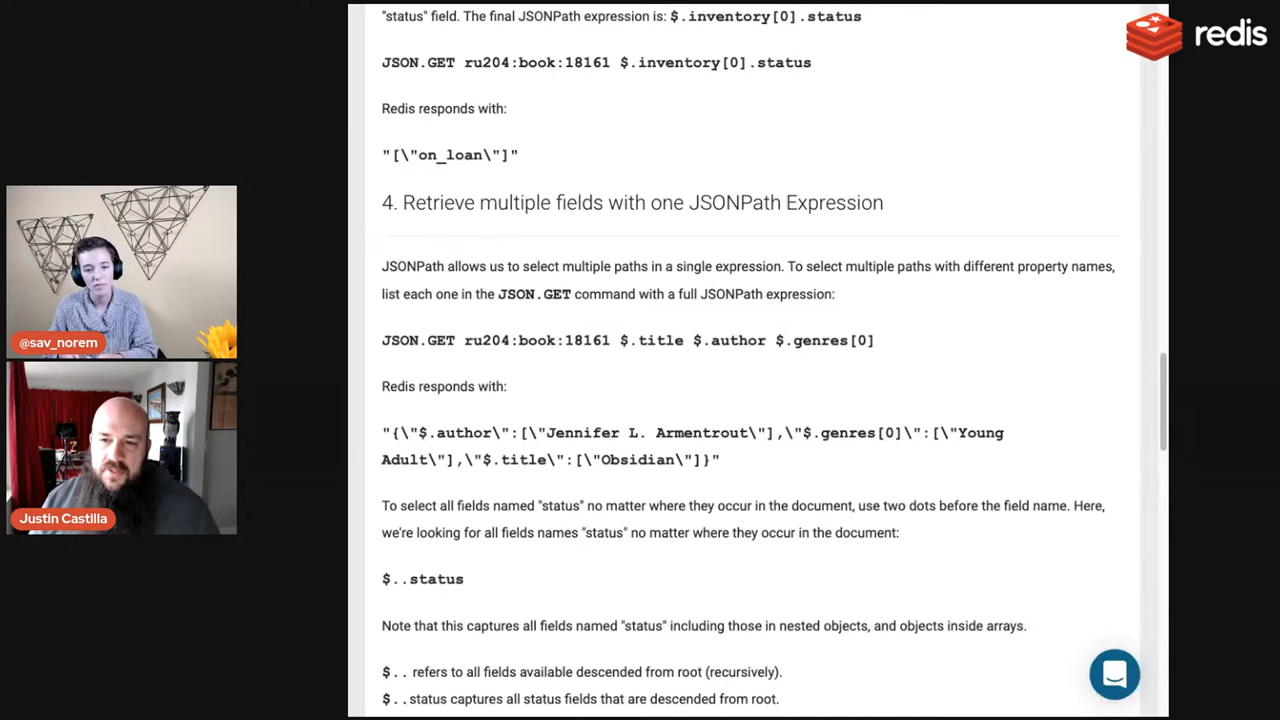 "status" field. The final JSONPath expression is: $.inventory[0].status
redis
JSON.GET ru204:book:18161 $.inventory[0].status
Redis responds with:
"[\"on_loan\"]"
4. Retrieve multiple fields with one JSONPath Expression
JSONPath allows us to select multiple paths in a single expression. To select multiple paths with different property names,
list each one in the JSON.GET command with a full JSONPath expression:
JSON.GET ru204:book:18161 $.title $.author $.genres[0]
@sav_norem
Redis responds with:
"{\"$.author\":[\"Jennifer L. Armentrout\"],\"$.genres[0]\":[\"Young
Adult\"],\"$.title\":[\"Obsidian\"]}"
To select all fields named "status" no matter where they occur in the document, use two dots before the field name. Here,
we're looking for all fields names "status" no matter where they occur in the document:
Justin Castilla
$..status
Note that this captures all fields named "status" including those in nested objects, and objects inside arrays.
$.. refers to all fields available descended from root (recursively).
$..status captures all status fields that are descended from root.